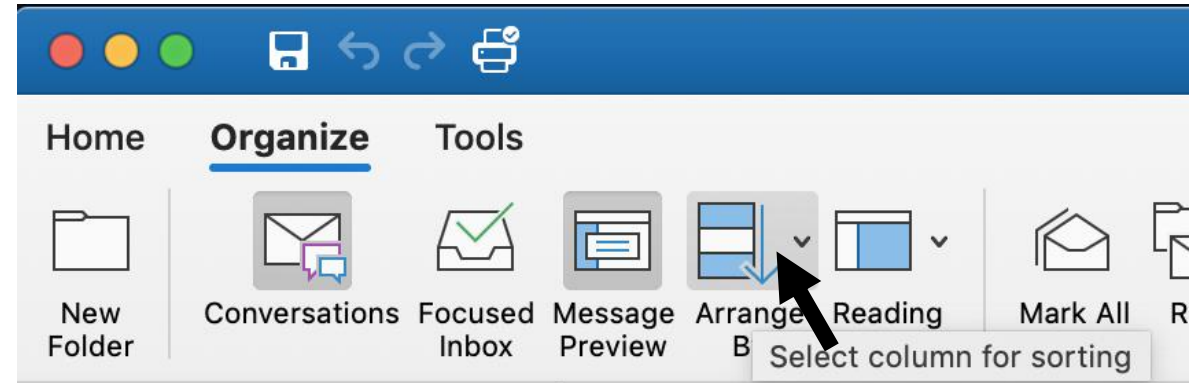 Home Organize Tools
New Folder
Conversations
Focused Inbox
Message Preview
Arrange
Reading
Mark All
Select column for sorting